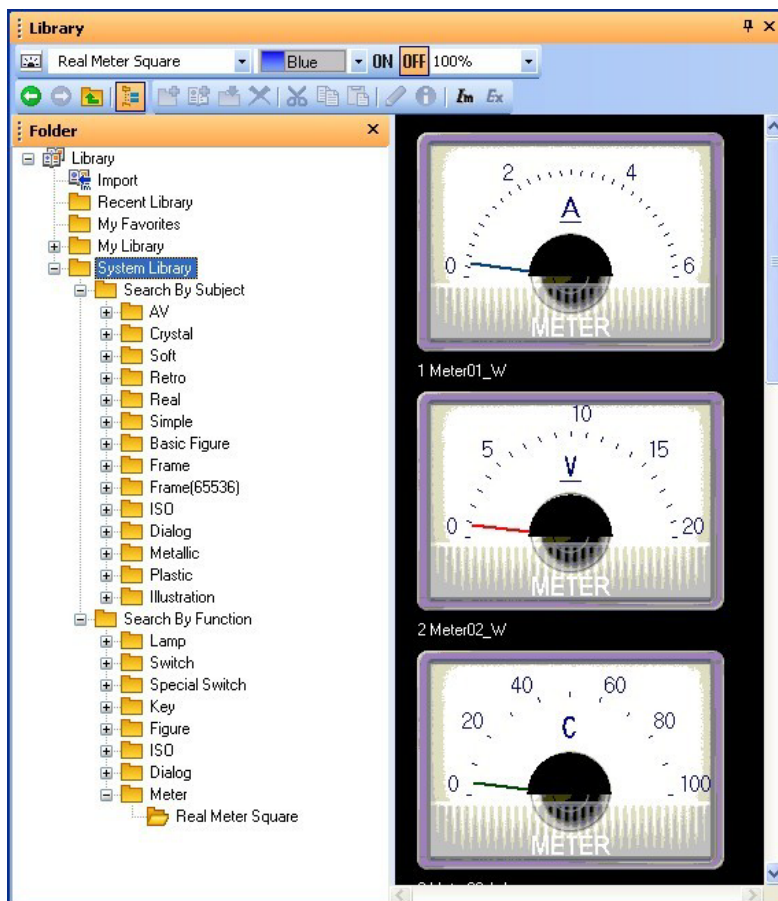 Library
Real Meter Square Blue ON OFF 100%
Im Ex
Folder
Library
Import
Recent Library
My Favorites
My Library
System Library
Search By Subject
AV
Crystal
Soft
Retro
Real
Simple
Basic Figure
Frame
Frame(65536)
ISO
Dialog
Metallic
Plastic
Illustration
Search By Function
Lamp
Switch
Special Switch
Key
Figure
ISO
Dialog
Meter
Real Meter Square
2 4
A
0 6
METER
1 Meter01_W
10
5 15
V
0 20
METER
2 Meter02_W
40 60
20 80
C
0 100
METER